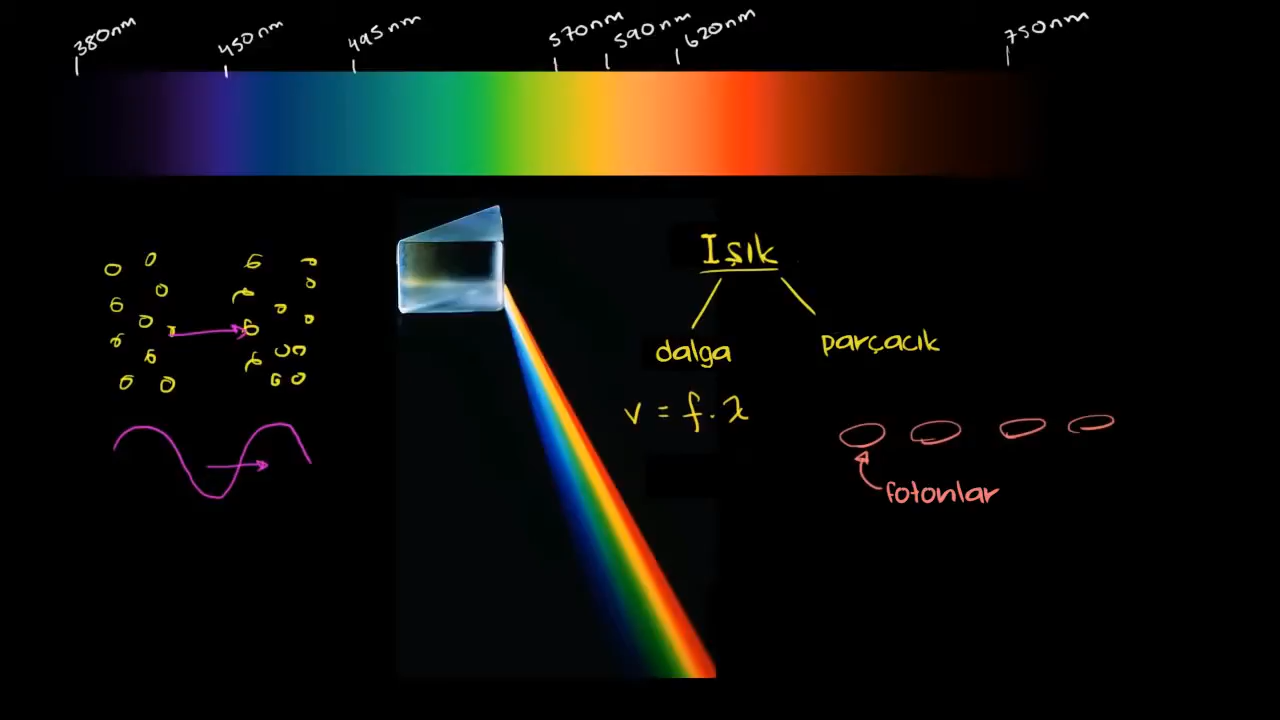 380nm
450nm
495nm
570nm
590nm
620nm
750nm
Işık
dalga
parçacık
v = f . λ
fotonlar